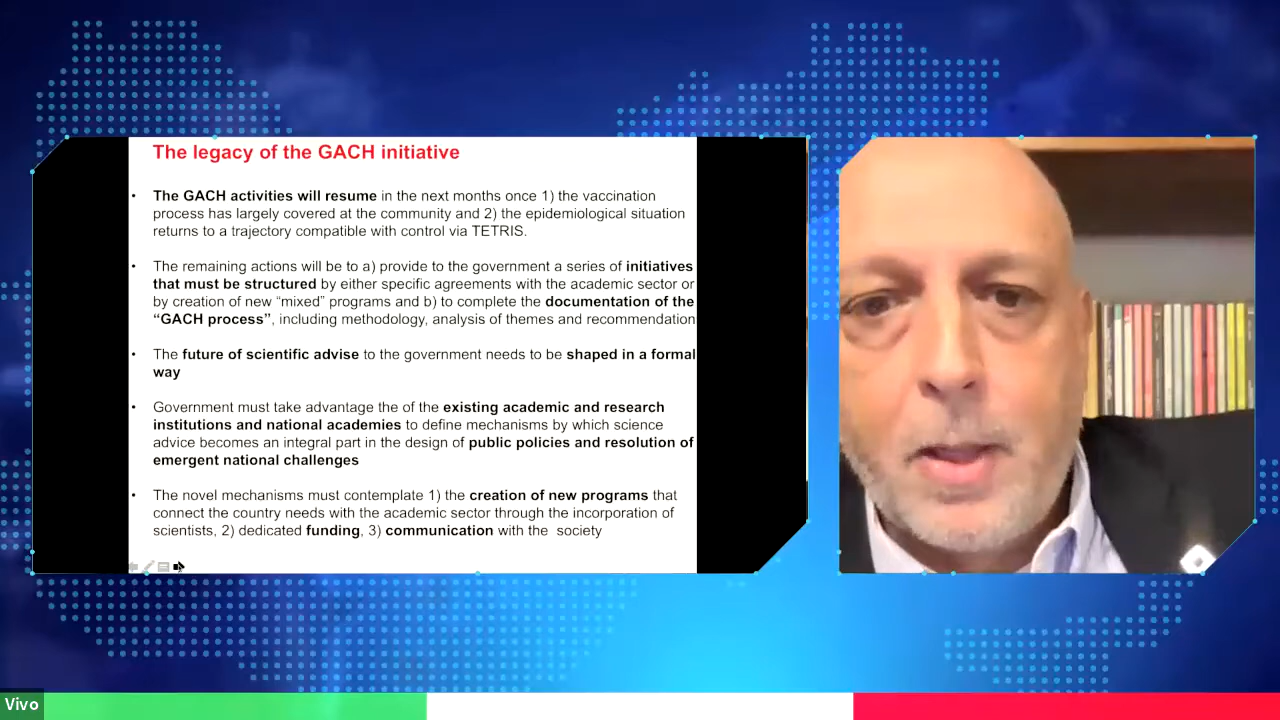 The legacy of the GACH initiative
• The GACH activities will resume in the next months once 1) the vaccination
process has largely covered at the community and 2) the epidemiological situation
returns to a trajectory compatible with control via TETRIS.
• The remaining actions will be to a) provide to the government a series of initiatives
that must be structured by either specific agreements with the academic sector or
by creation of new “mixed” programs and b) to complete the documentation of the
“GACH process”, including methodology, analysis of themes and recommendation
• The future of scientific advise to the government needs to be shaped in a formal
way
• Government must take advantage the of the existing academic and research
institutions and national academies to define mechanisms by which science
advice becomes an integral part in the design of public policies and resolution of
emergent national challenges
• The novel mechanisms must contemplate 1) the creation of new programs that
connect the country needs with the academic sector through the incorporation of
scientists, 2) dedicated funding, 3) communication with the society
Vivo